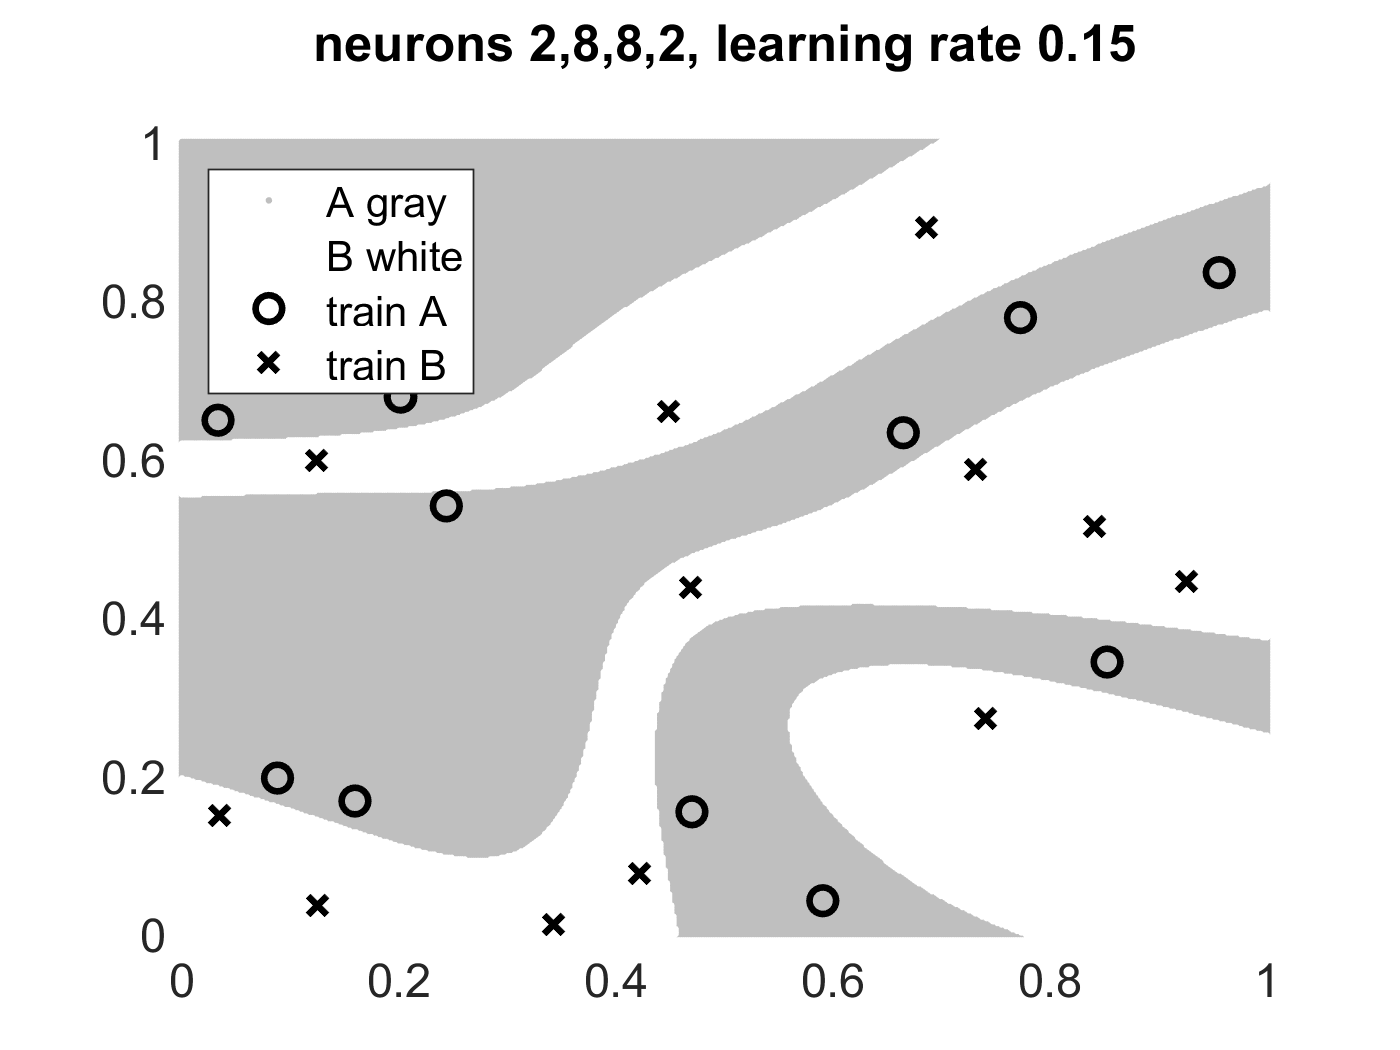 neurons 2,8,8,2, learning rate 0.15
1
A gray
B white
train A
train B
0.8
0.6
0.4
0.2
0
0 0.2 0.4 0.6 0.8 1